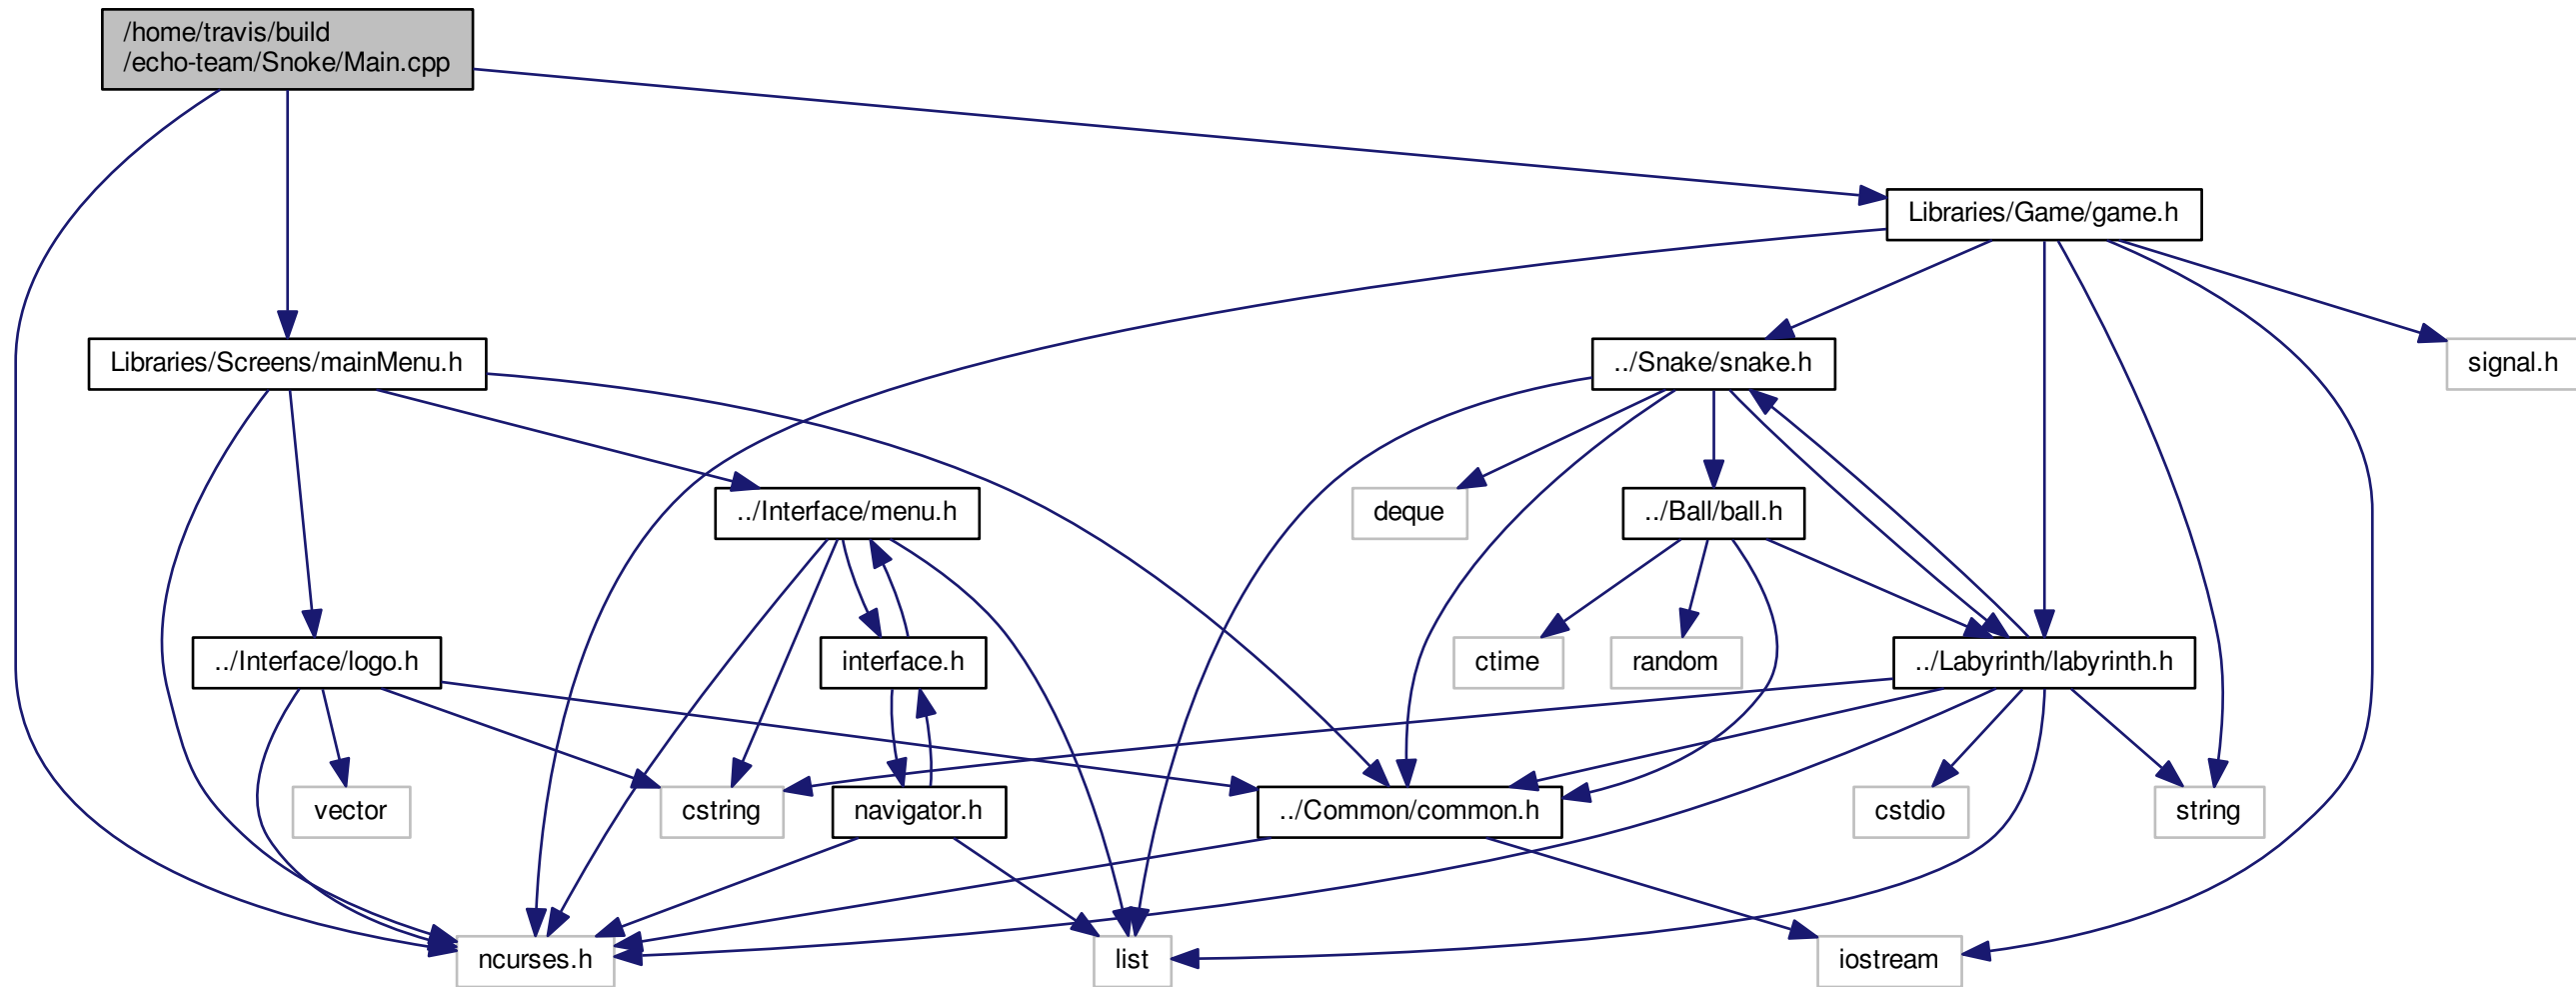 /home/travis/build
/echo-team/Snoke/Main.cpp
Libraries/Game/game.h
Libraries/Screens/mainMenu.h
../Snake/snake.h
signal.h
../Interface/menu.h
deque
../Ball/ball.h
../Interface/logo.h
interface.h
ctime
random
../Labyrinth/labyrinth.h
vector
cstring
navigator.h
../Common/common.h
cstdio
string
ncurses.h
list
iostream